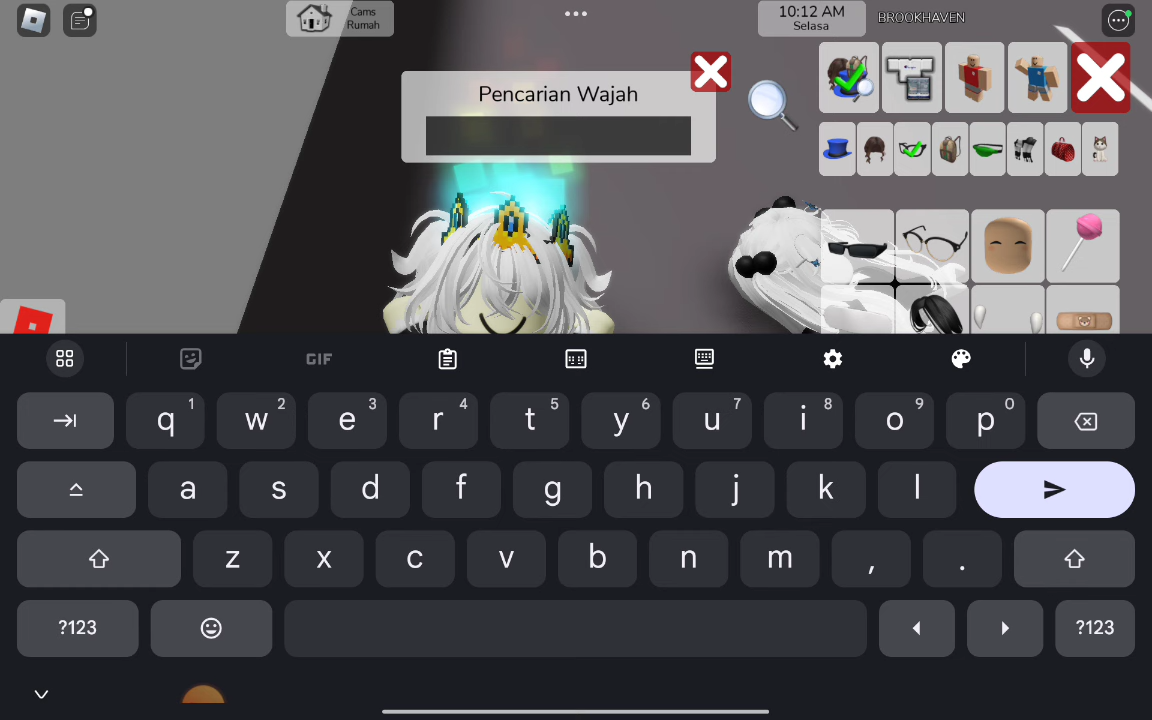 Cams
Rumah
10:12 AM
Selasa
BROOKHAVEN
Pencarian Wajah
GIF
q 1 w 2 e 3 r 4 t 5 y 6 u 7 i 8 o 9 p 0
a s d f g h j k l
z x c v b n m , .
?123 ?123